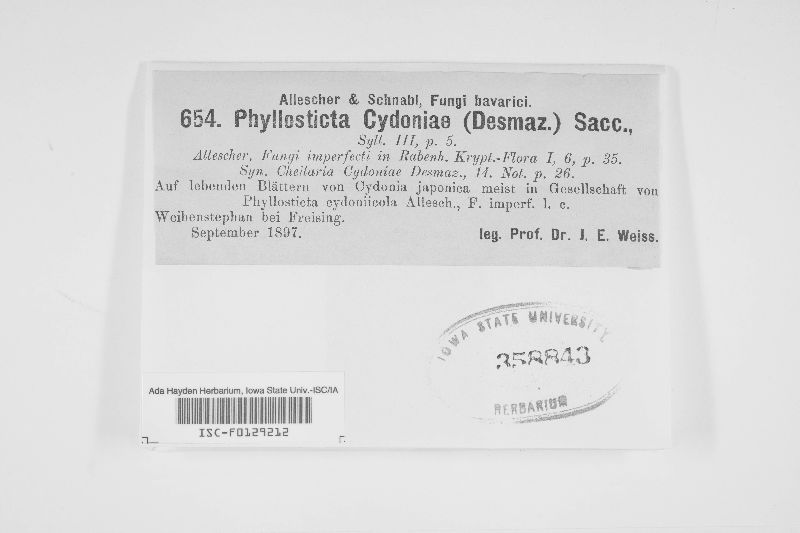 Allescher & Schnabl, Fungi bavarici.
654. Phyllosticta Cydoniae (Desmaz.) Sacc.,
Syll. III, p. 5.
Allescher, Fungi imperfecti in Rabenh. Krypt.-Flora I, 6, p. 35.
Syn. Cheilaria Cydoniae Desmaz., 14. Not. p. 26.
Auf lebenden Blättern von Cydonia japonica meist in Gesellschaft von
Phyllosticta cydoniicola Allesch., F. imperf. l. c.
Weihenstephan bei Freising.
September 1897.
leg. Prof. Dr. J. E. Weiss.
IOWA STATE UNIVERSITY
358843
HERBARIUM
Ada Hayden Herbarium, Iowa State Univ.-ISC/IA
ISC-F0129212